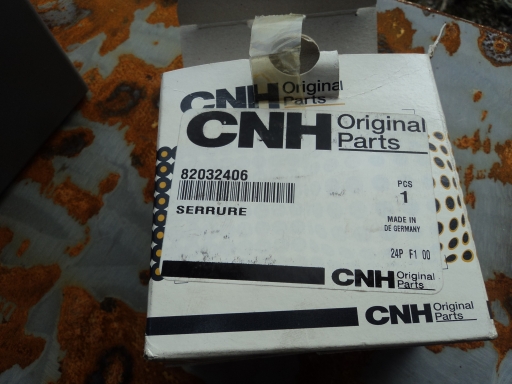 CNH Original
Parts
CNH Original
Parts
82032406
SERRURE
PCS
1
MADE IN
DE GERMANY
24P F1 00
CNH Original
Parts
CNH Original
Parts